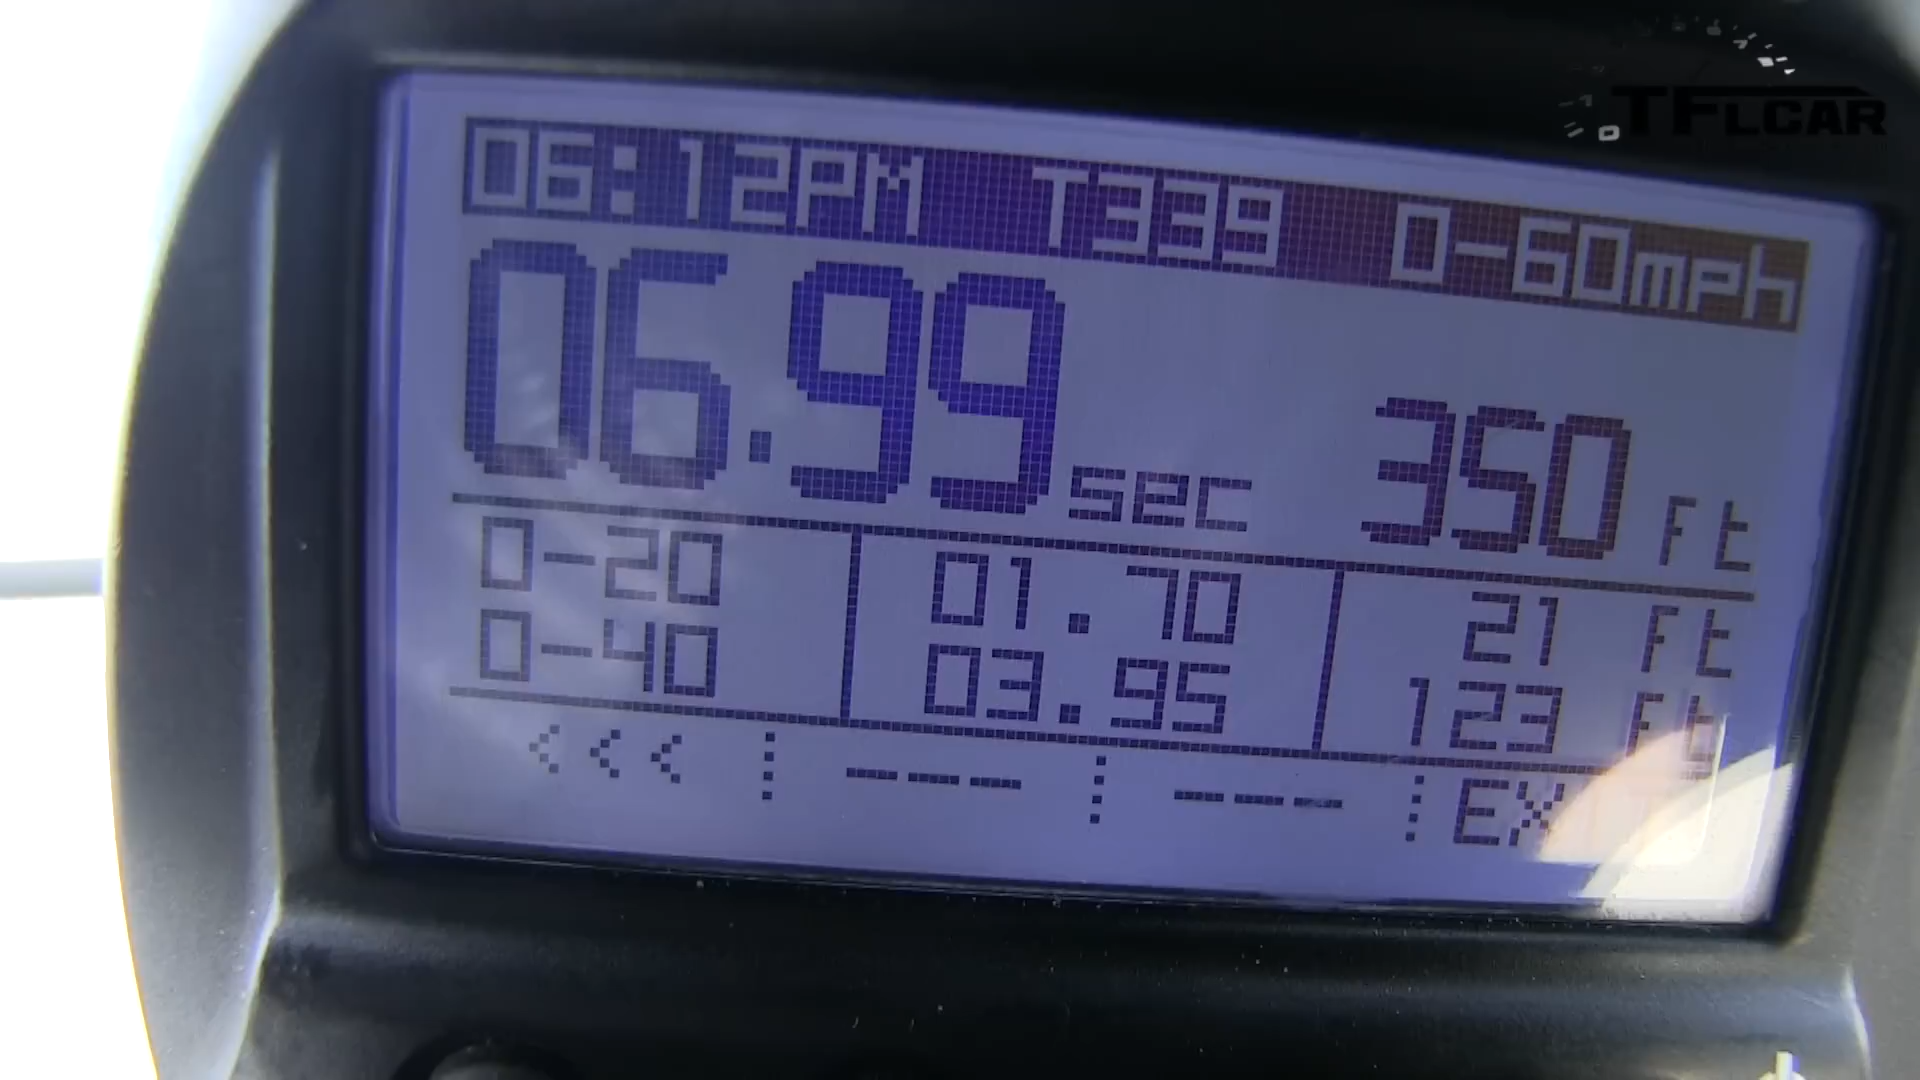 TFLCAR
06:12PM T339 0-60mph
06.99 sec 350 ft
0-20 01.70 21 ft
0-40 03.95 123 ft
<<< --- --- EX